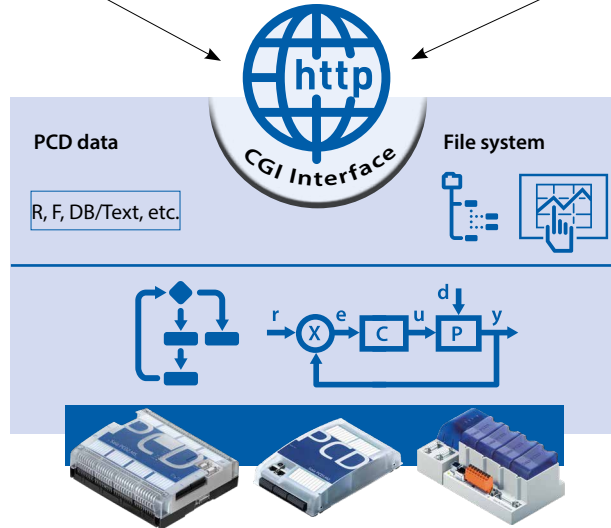 http
CGI Interface
PCD data
File system
R, F, DB/Text, etc.
d
r
e
u
y
X
C
P
PCD
PCD